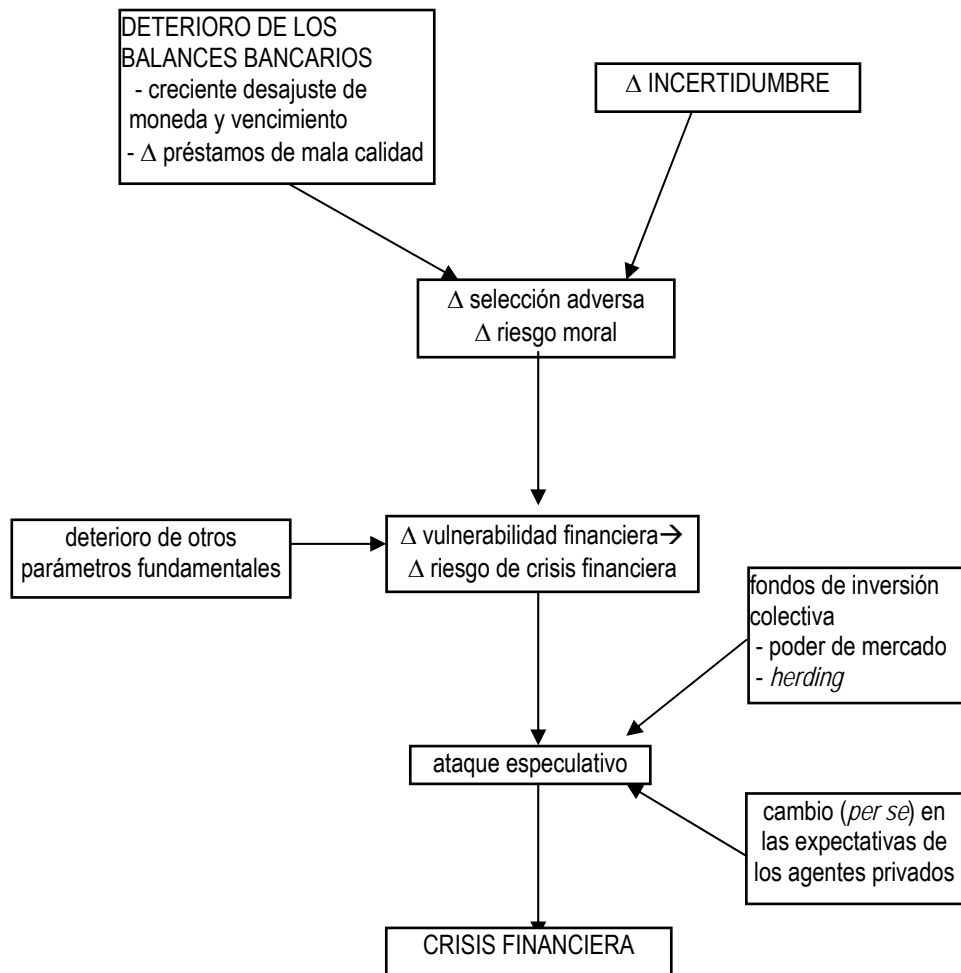 DETERIORO DE LOS
BALANCES BANCARIOS
- creciente desajuste de
moneda y vencimiento
- Δ préstamos de mala calidad
Δ INCERTIDUMBRE
Δ selección adversa
Δ riesgo moral
deterioro de otros
parámetros fundamentales
Δ vulnerabilidad financiera→
Δ riesgo de crisis financiera
fondos de inversión
colectiva
- poder de mercado
- herding
ataque especulativo
cambio (per se) en
las expectativas de
los agentes privados
CRISIS FINANCIERA